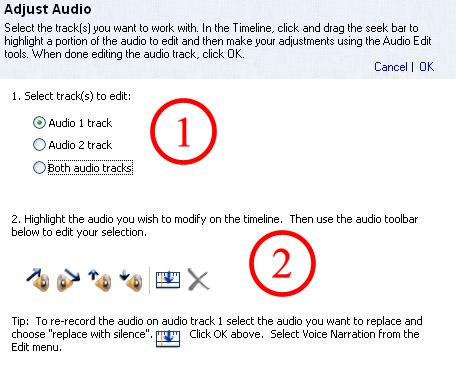 Adjust Audio
Select the track(s) you want to work with. In the Timeline, click and drag the seek bar to
highlight a portion of the audio to edit and then make your adjustments using the Audio Edit
tools. When done editing the audio track, click OK.
Cancel | OK
1. Select track(s) to edit:
Audio 1 track
1
Audio 2 track
Both audio tracks
2. Highlight the audio you wish to modify on the timeline. Then use the audio toolbar
below to edit your selection.
2
Tip: To re-record the audio on audio track 1 select the audio you want to replace and
choose "replace with silence". Click OK above. Select Voice Narration from the
Edit menu.